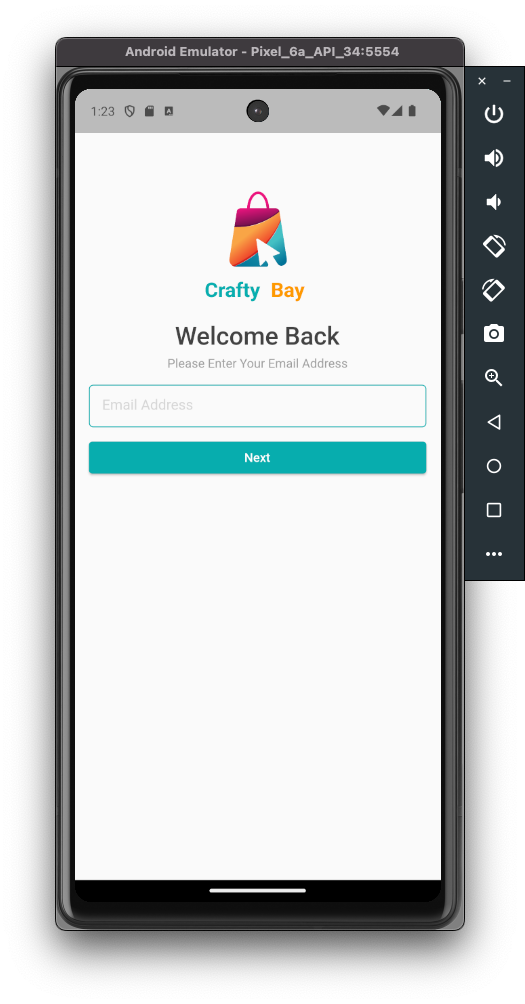 Android Emulator - Pixel_6a_API_34:5554
1:23
Crafty Bay
Welcome Back
Please Enter Your Email Address
Email Address
Next